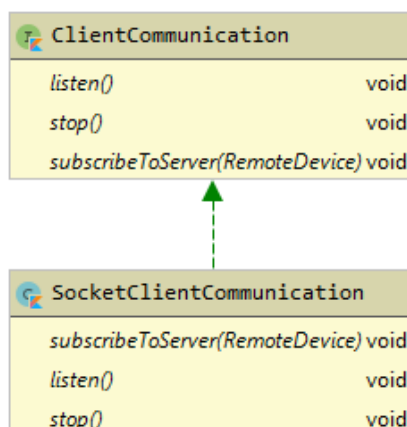 ClientCommunication
listen() void
stop() void
subscribeToServer(RemoteDevice) void
SocketClientCommunication
subscribeToServer(RemoteDevice) void
listen() void
stop() void